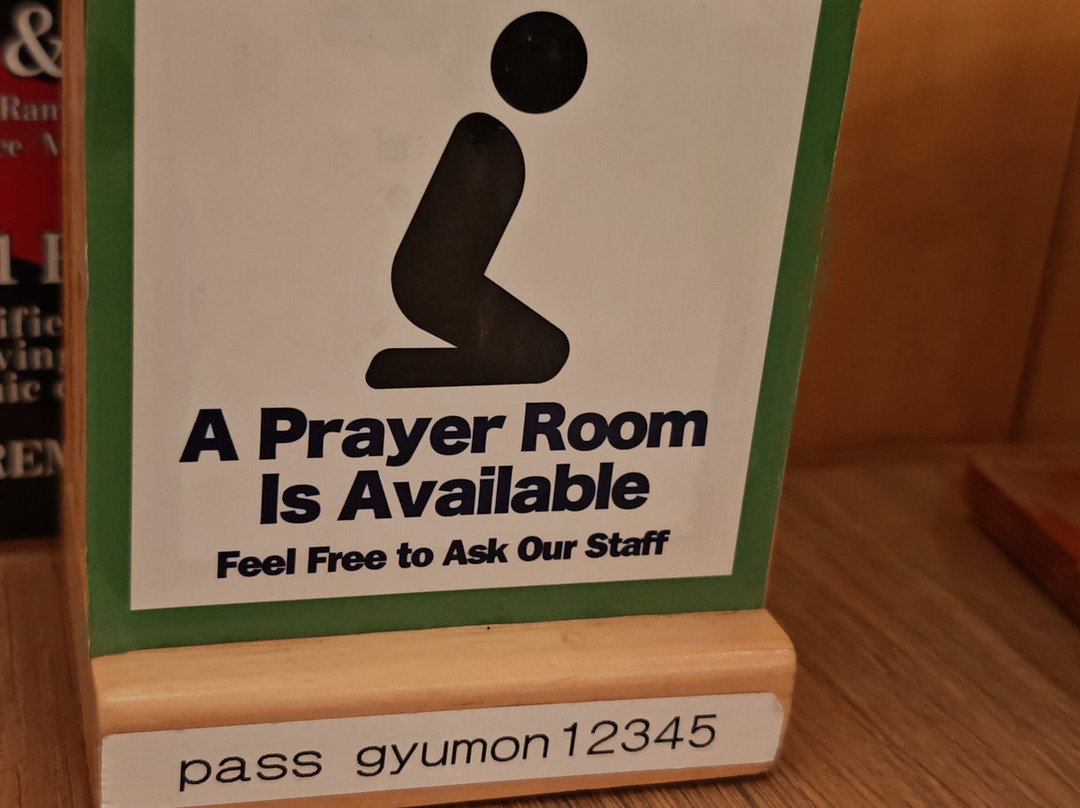 &
A Prayer Room
Is Available
Feel Free to Ask Our Staff
pass gyumon12345